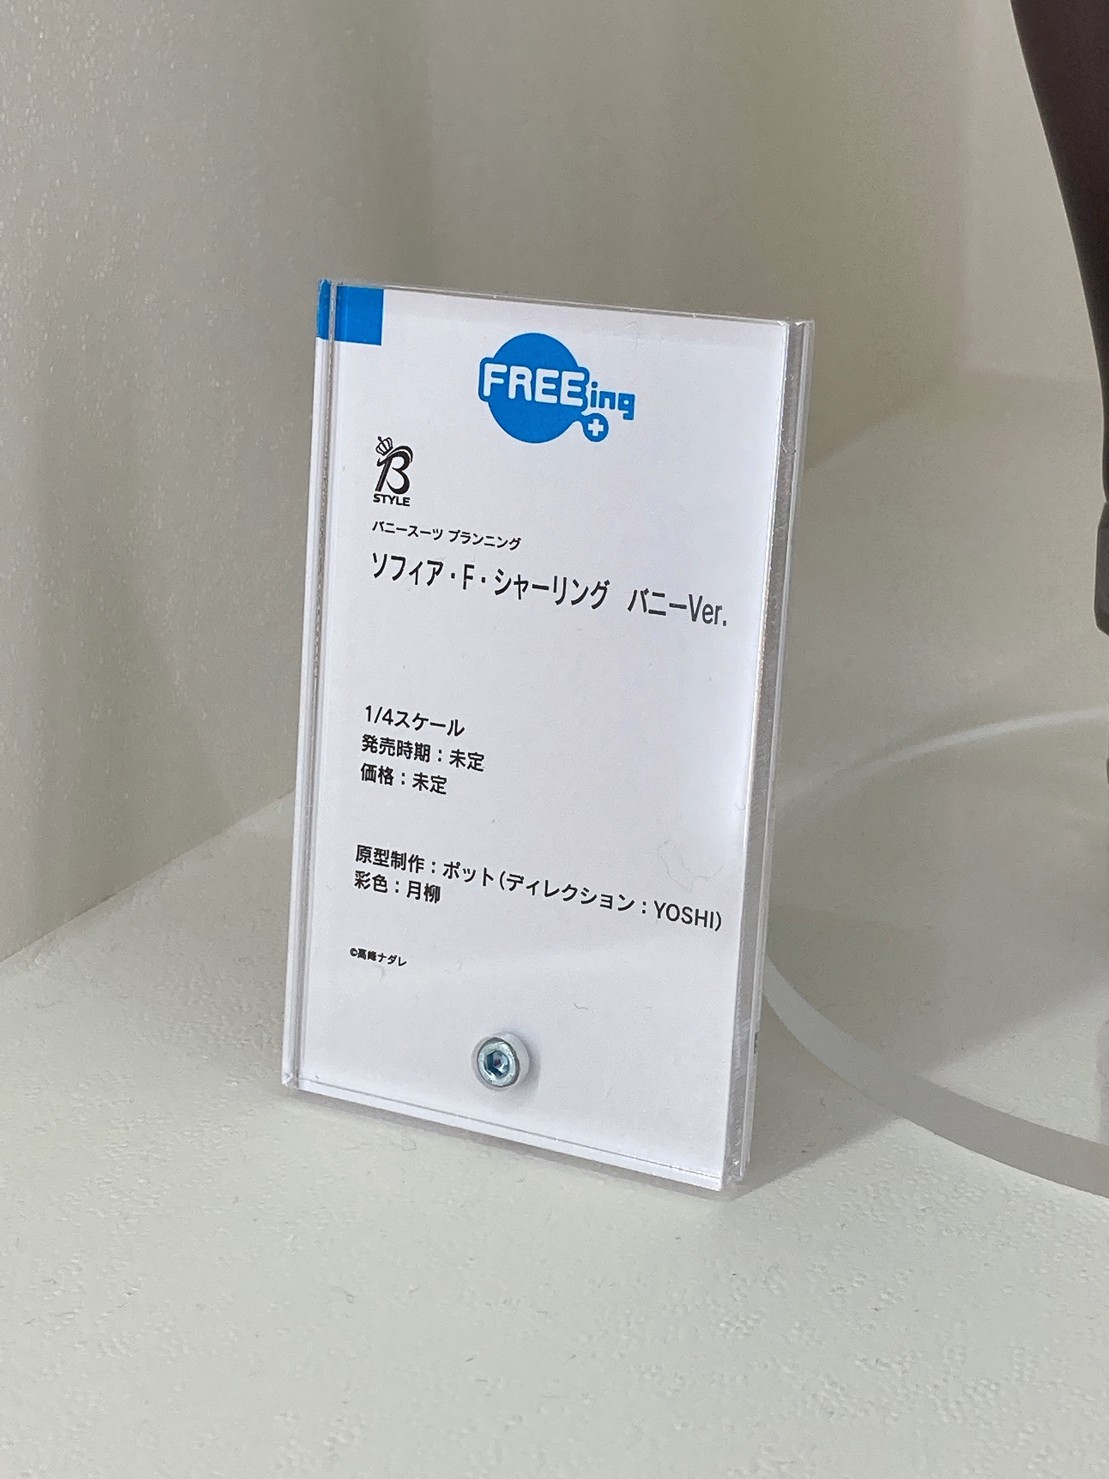 FREEing
B
STYLE
バニースーツ プランニング
ソフィア・F・シャーリング バニーVer.
1/4スケール
発売時期：未定
価格：未定
原型制作：ポット（ディレクション：YOSHI）
彩色：月柳
©高峰ナダレ